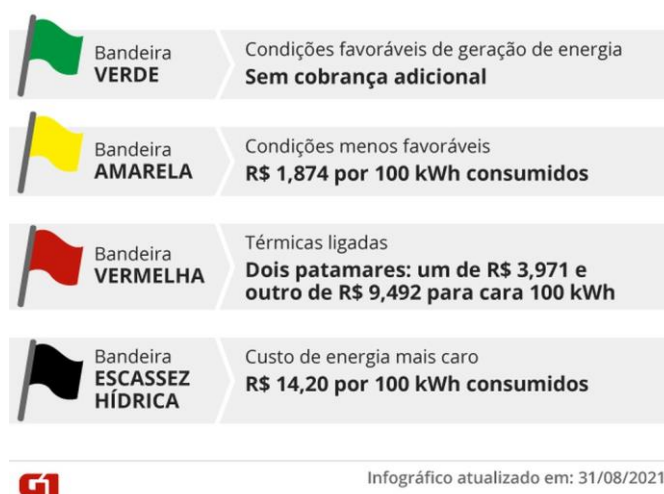 Bandeira
VERDE
Condições favoráveis de geração de energia
Sem cobrança adicional
Bandeira
AMARELA
Condições menos favoráveis
R$ 1,874 por 100 kWh consumidos
Bandeira
VERMELHA
Térmicas ligadas
Dois patamares: um de R$ 3,971 e
outro de R$ 9,492 para cara 100 kWh
Bandeira
ESCASSEZ
HÍDRICA
Custo de energia mais caro
R$ 14,20 por 100 kWh consumidos
G1
Infográfico atualizado em: 31/08/2021